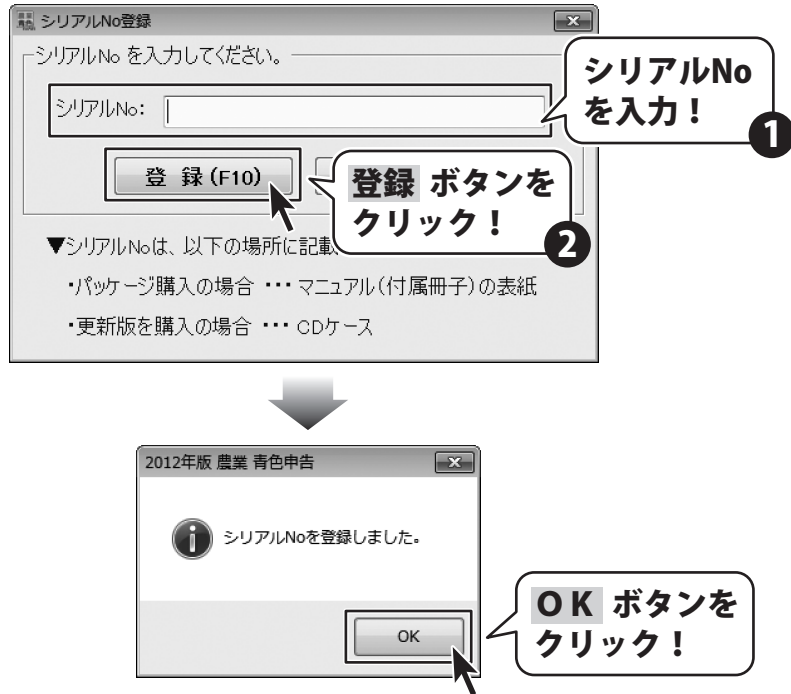 シリアルNo登録
シリアルNo を入力してください。
シリアルNo:
シリアルNo
を入力!
1
登 録(F10)
登録 ボタンを
クリック!
2
▼シリアルNoは、以下の場所に記載
・パッケージ購入の場合 ・・・ マニュアル(付属冊子)の表紙
・更新版を購入の場合 ・・・ CDケース
2012年版 農業 青色申告
シリアルNoを登録しました。
OK
OK ボタンを
クリック!